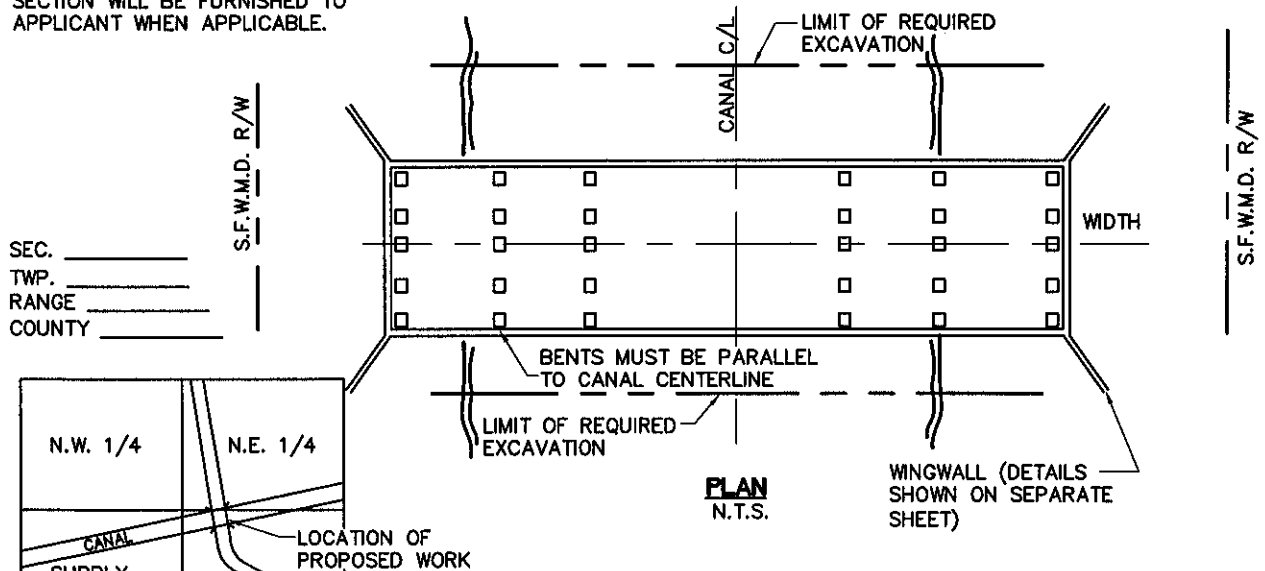 SECTION WILL BE FURNISHED TO
APPLICANT WHEN APPLICABLE.
LIMIT OF REQUIRED
EXCAVATION
CANAL C/L
S.F.W.M.D. R/W
S.F.W.M.D. R/W
WIDTH
SEC.
TWP.
RANGE
COUNTY
BENTS MUST BE PARALLEL
TO CANAL CENTERLINE
LIMIT OF REQUIRED
EXCAVATION
PLAN
N.T.S.
WINGWALL (DETAILS
SHOWN ON SEPARATE
SHEET)
N.W. 1/4
N.E. 1/4
CANAL
LOCATION OF
PROPOSED WORK
SUPPLY